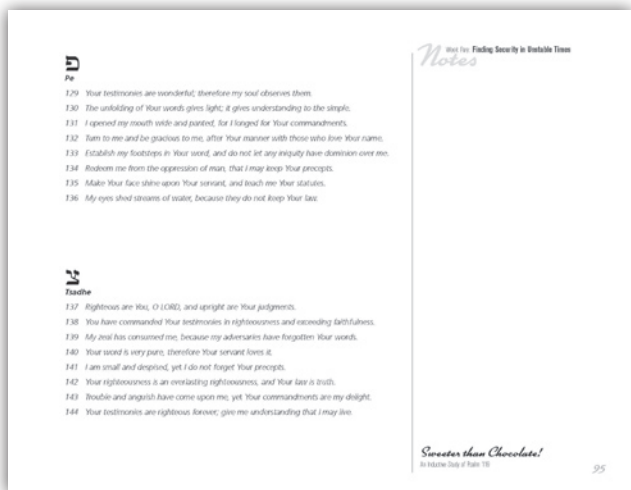 פ
Pe
129 Your testimonies are wonderful; therefore my soul observes them.
130 The unfolding of Your words gives light; it gives understanding to the simple.
131 I opened my mouth wide and panted, for I longed for Your commandments.
132 Turn to me and be gracious to me, after Your manner with those who love Your name.
133 Establish my footsteps in Your word, and do not let any iniquity have dominion over me.
134 Redeem me from the oppression of man, that I may keep Your precepts.
135 Make Your face shine upon Your servant, and teach me Your statutes.
136 My eyes shed streams of water, because they do not keep Your law.
צ
Tsadhe
137 Righteous are You, O LORD, and upright are Your judgments.
138 You have commanded Your testimonies in righteousness and exceeding faithfulness.
139 My zeal has consumed me, because my adversaries have forgotten Your words.
140 Your word is very pure, therefore Your servant loves it.
141 I am small and despised, yet I do not forget Your precepts.
142 Your righteousness is an everlasting righteousness, and Your law is truth.
143 Trouble and anguish have come upon me, yet Your commandments are my delight.
144 Your testimonies are righteous forever; give me understanding that I may live.
Week Two Finding Security in Unstable Times
Notes
Sweeter than Chocolate!
An Inductive Study of Psalm 119
95